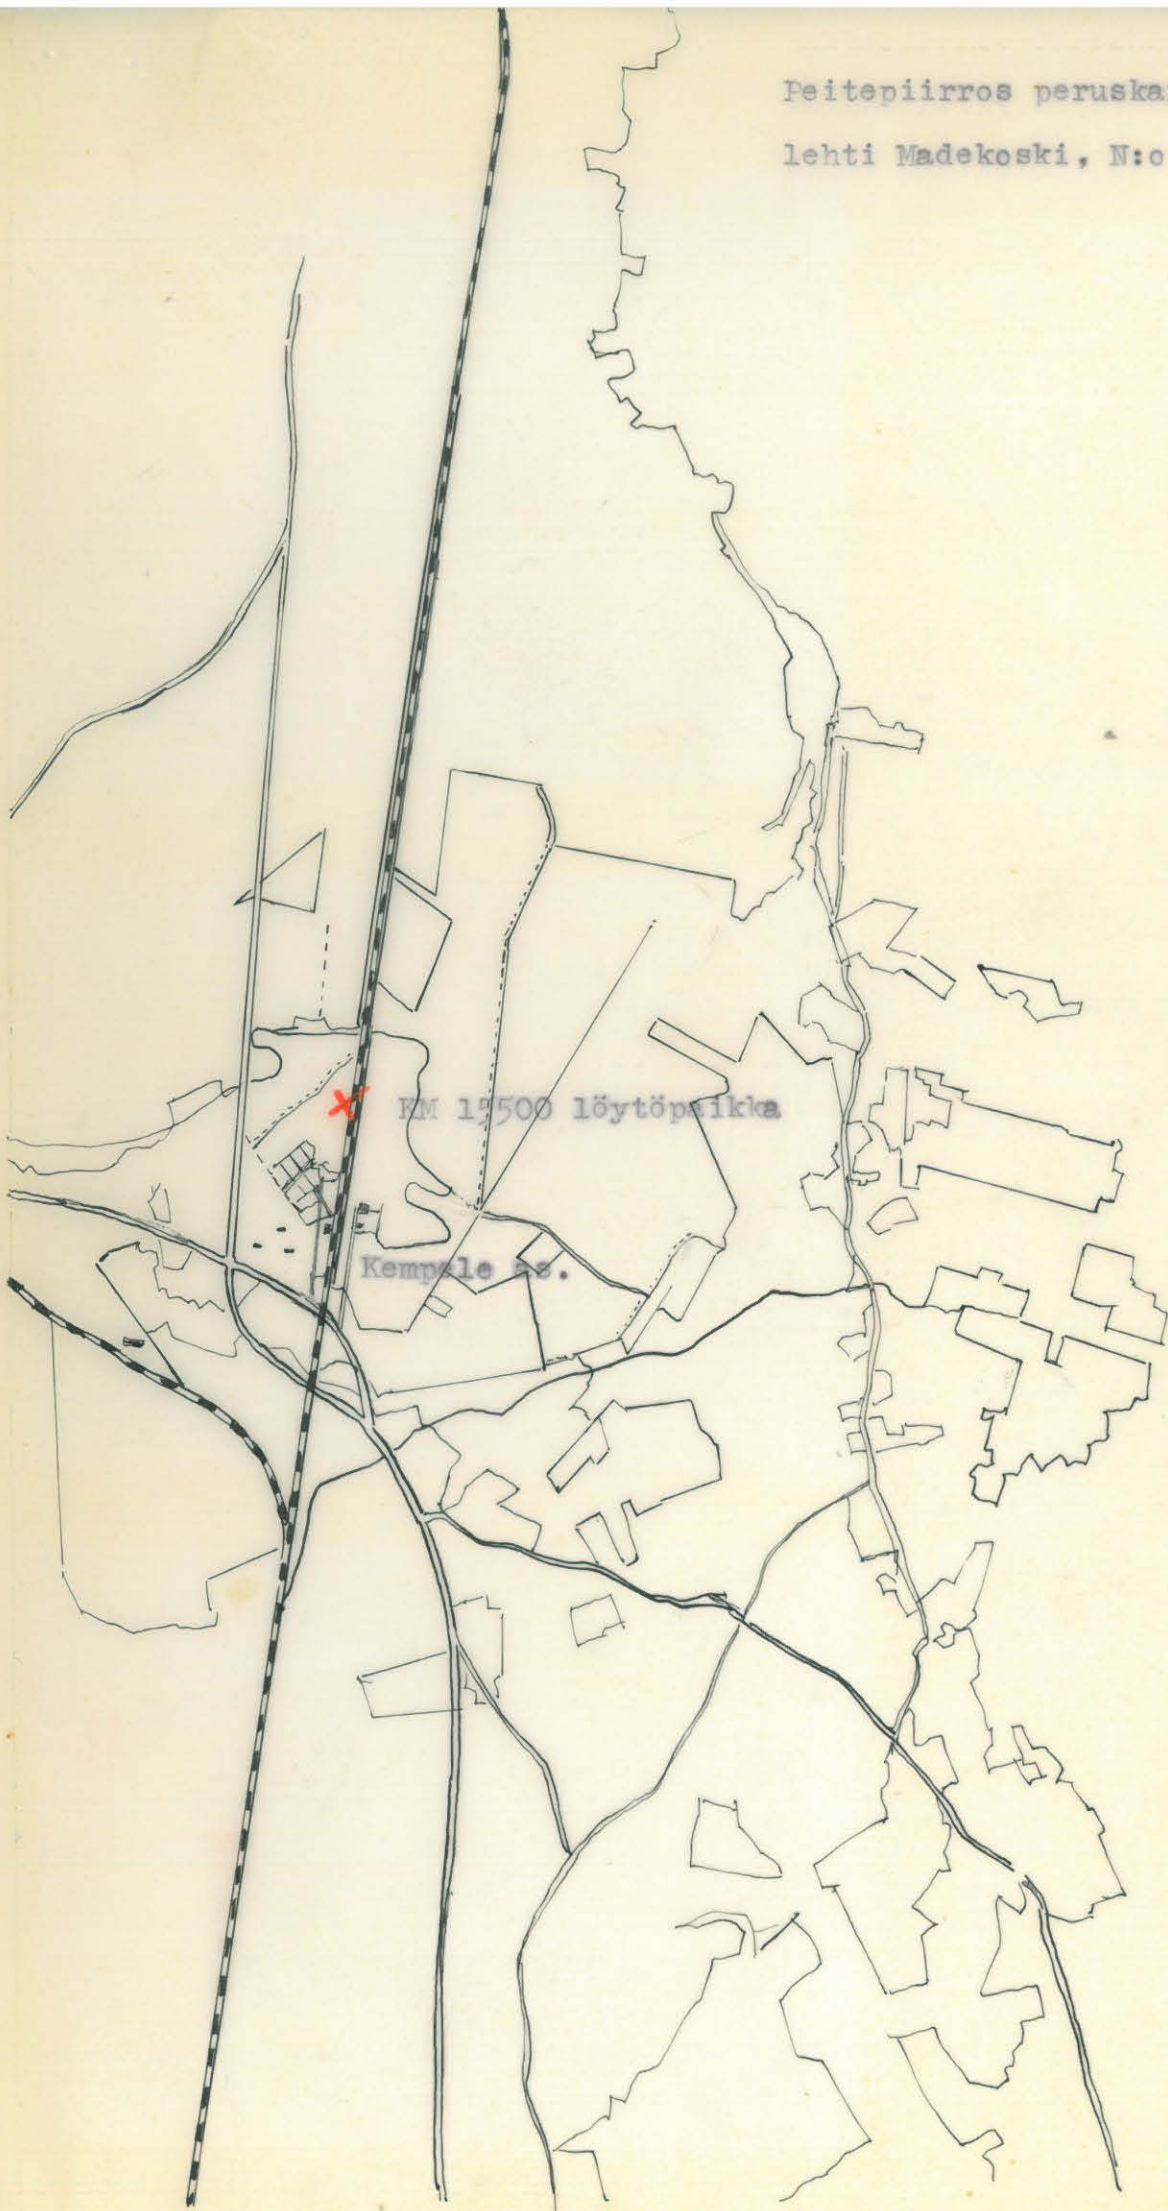 Peitepiirros peruska
lehti Madekoski, N:o
KM 15500 löytöpaikka
Kempele as.